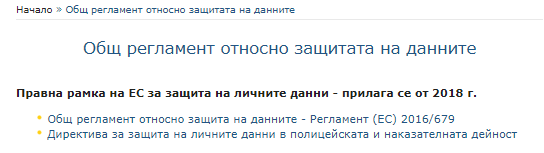 Начало » Общ регламент относно защитата на данните
Общ регламент относно защитата на данните
Правна рамка на ЕС за защита на личните данни - прилага се от 2018 г.
Общ регламент относно защита на данните - Регламент (ЕС) 2016/679
Директива за защита на личните данни в полицейската и наказателната дейност